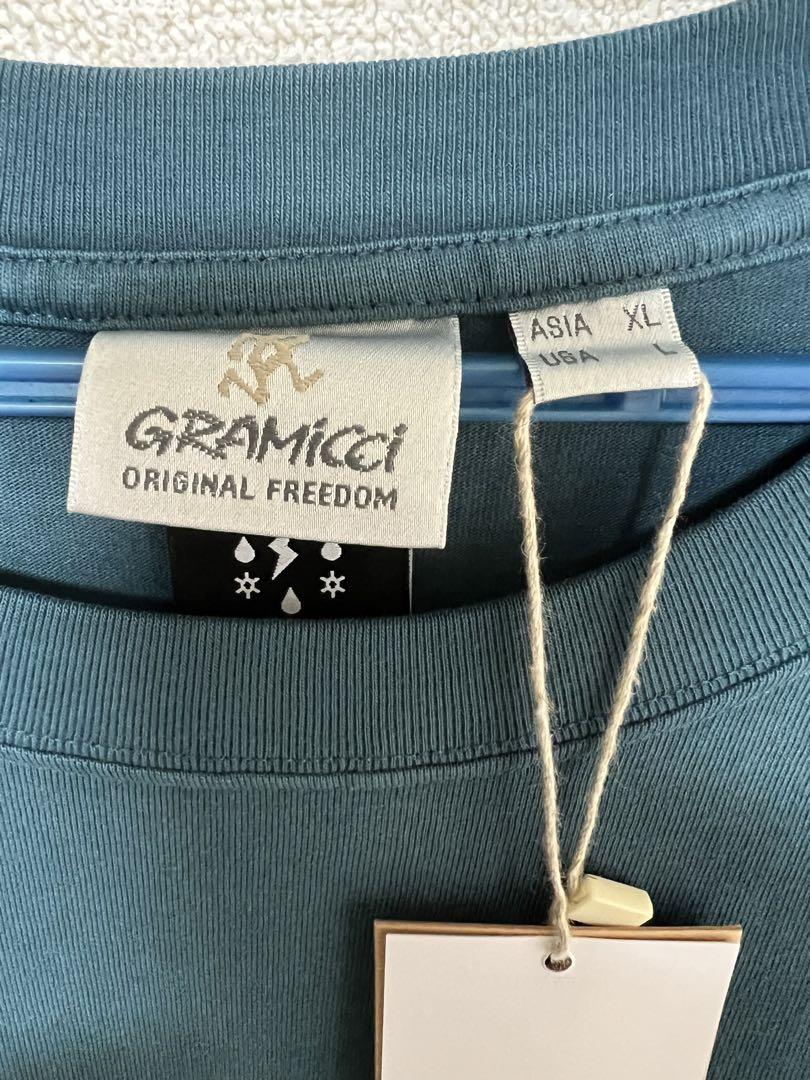 GRAMiCCi
ORIGINAL FREEDOM
ASIA XL
USA L